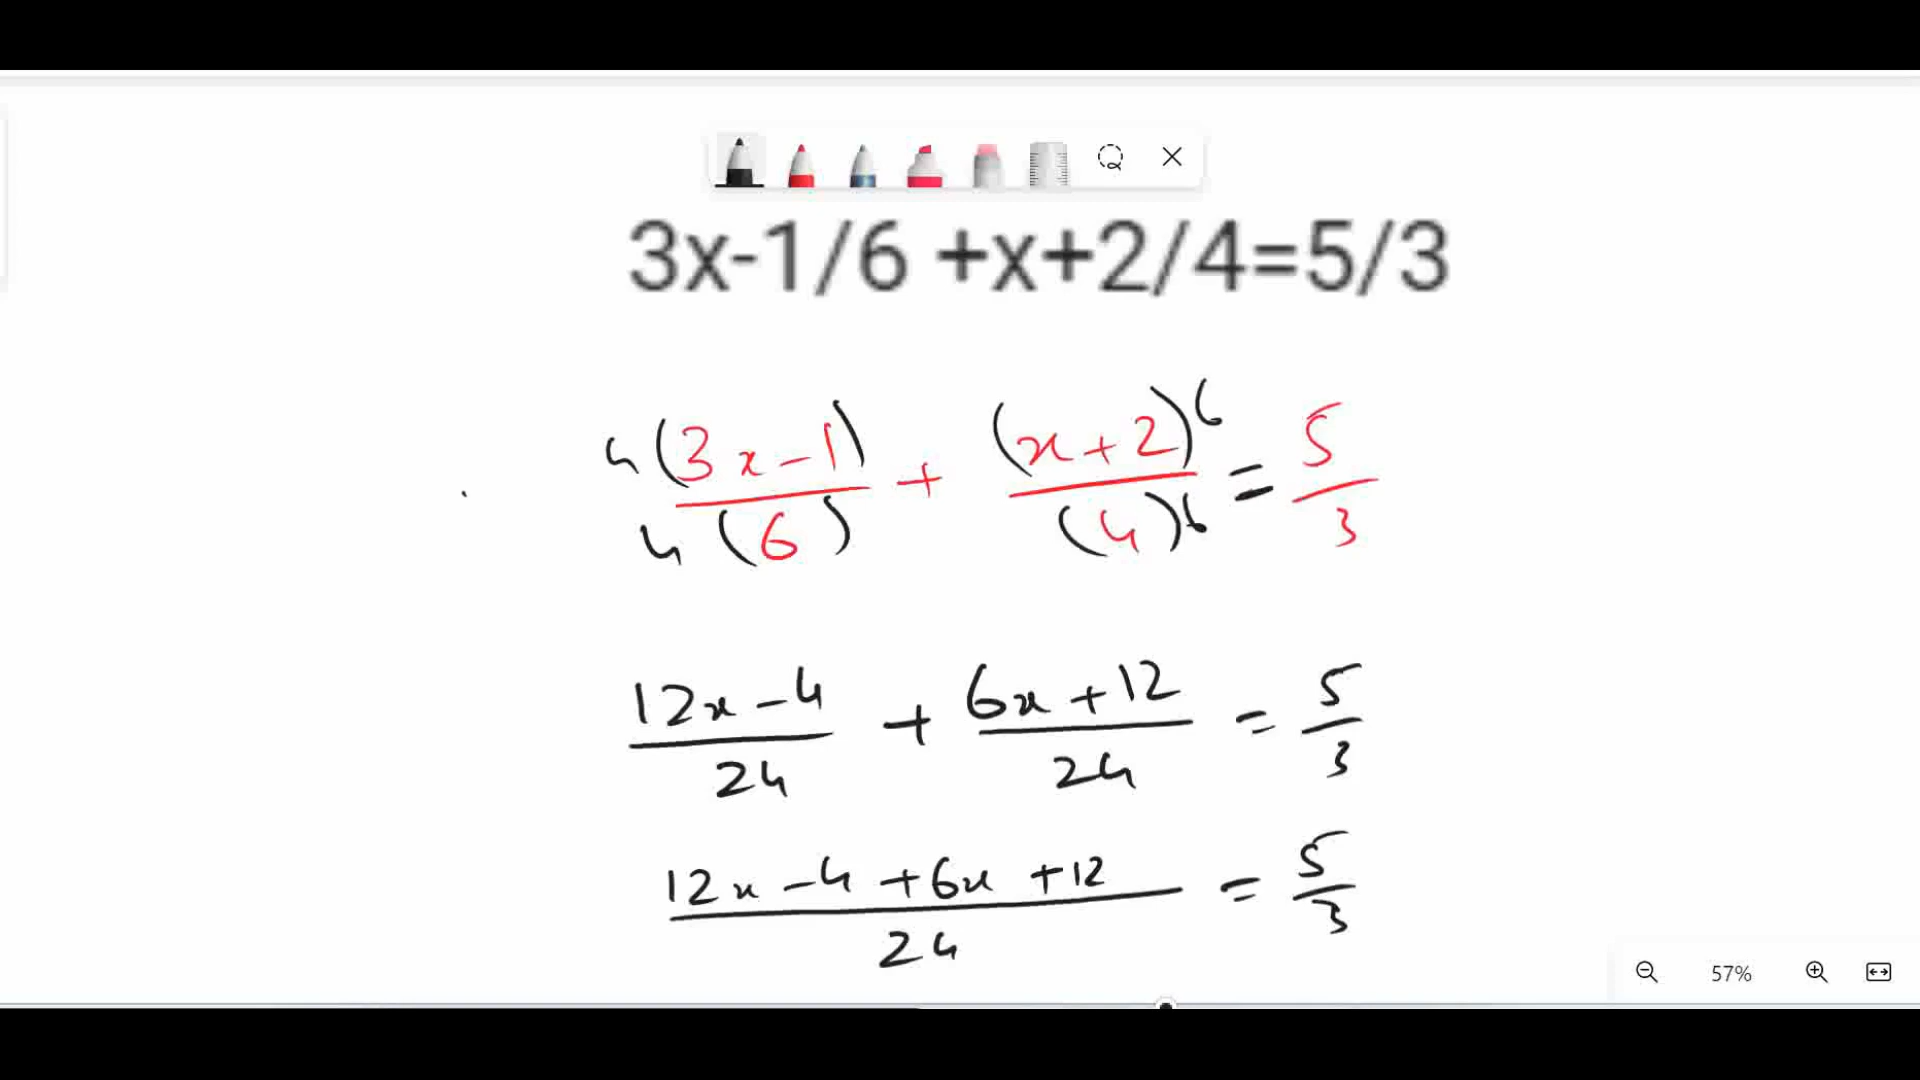 3x-1/6 +x+2/4=5/3
4(3x-1)/4(6) + (x+2)6/(4)6 = 5/3
12x-4/24 + 6x+12/24 = 5/3
12x-4+6x+12/24 = 5/3
57%